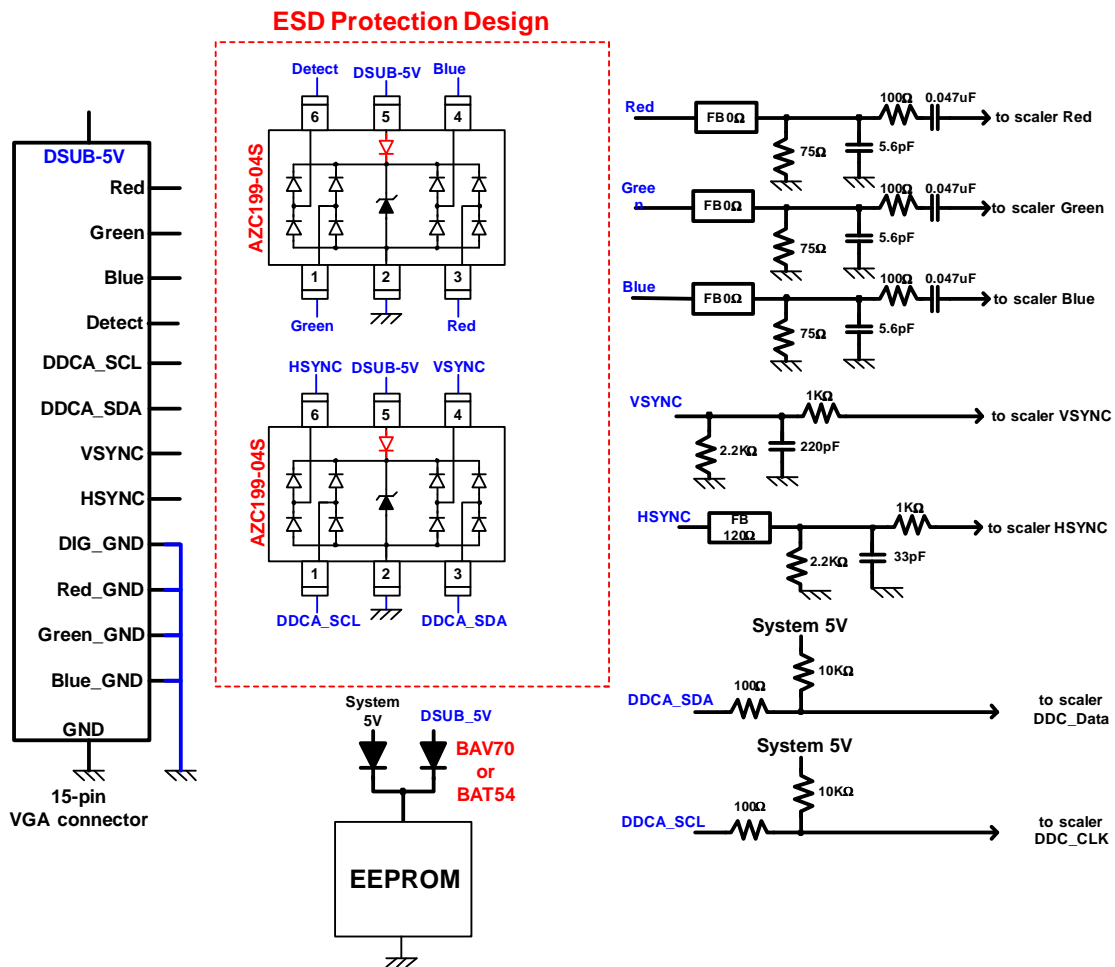 ESD Protection Design
DSUB-5V
Red
Green
Blue
Detect
DDCA_SCL
DDCA_SDA
VSYNC
HSYNC
DIG_GND
Red_GND
Green_GND
Blue_GND
GND
15-pin
VGA connector
Detect
DSUB-5V
Blue
6
5
4
AZC199-04S
1
2
3
Green
Red
HSYNC
DSUB-5V
VSYNC
6
5
4
AZC199-04S
1
2
3
DDCA_SCL
DDCA_SDA
System
5V
DSUB_5V
BAV70
or
BAT54
EEPROM
Red
FB0Ω
75Ω
5.6pF
100Ω
0.047uF
to scaler Red
Gree
n
FB0Ω
75Ω
5.6pF
100Ω
0.047uF
to scaler Green
Blue
FB0Ω
75Ω
5.6pF
100Ω
0.047uF
to scaler Blue
VSYNC
2.2KΩ
220pF
1KΩ
to scaler VSYNC
HSYNC
FB
120Ω
2.2KΩ
33pF
1KΩ
to scaler HSYNC
System 5V
10KΩ
DDCA_SDA
100Ω
to scaler
DDC_Data
System 5V
10KΩ
DDCA_SCL
100Ω
to scaler
DDC_CLK